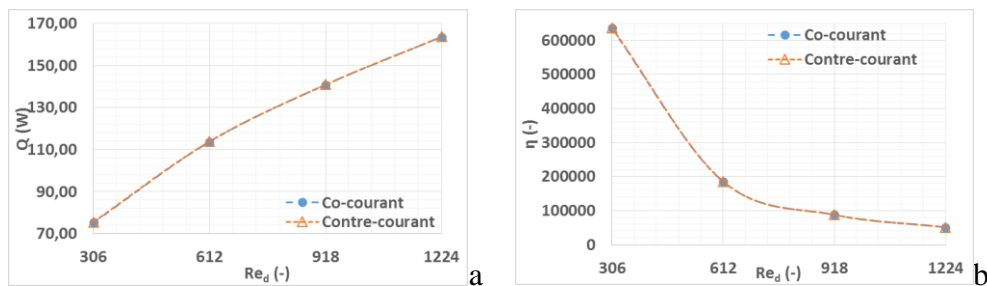 170,00
150,00
130,00
110,00
90,00
70,00
Q (W)
Co-courant
Contre-courant
306
612
918
1224
Re_d (-)
a
600000
500000
400000
300000
200000
100000
0
η (-)
Co-courant
Contre-courant
306
612
918
1224
Re_d (-)
b